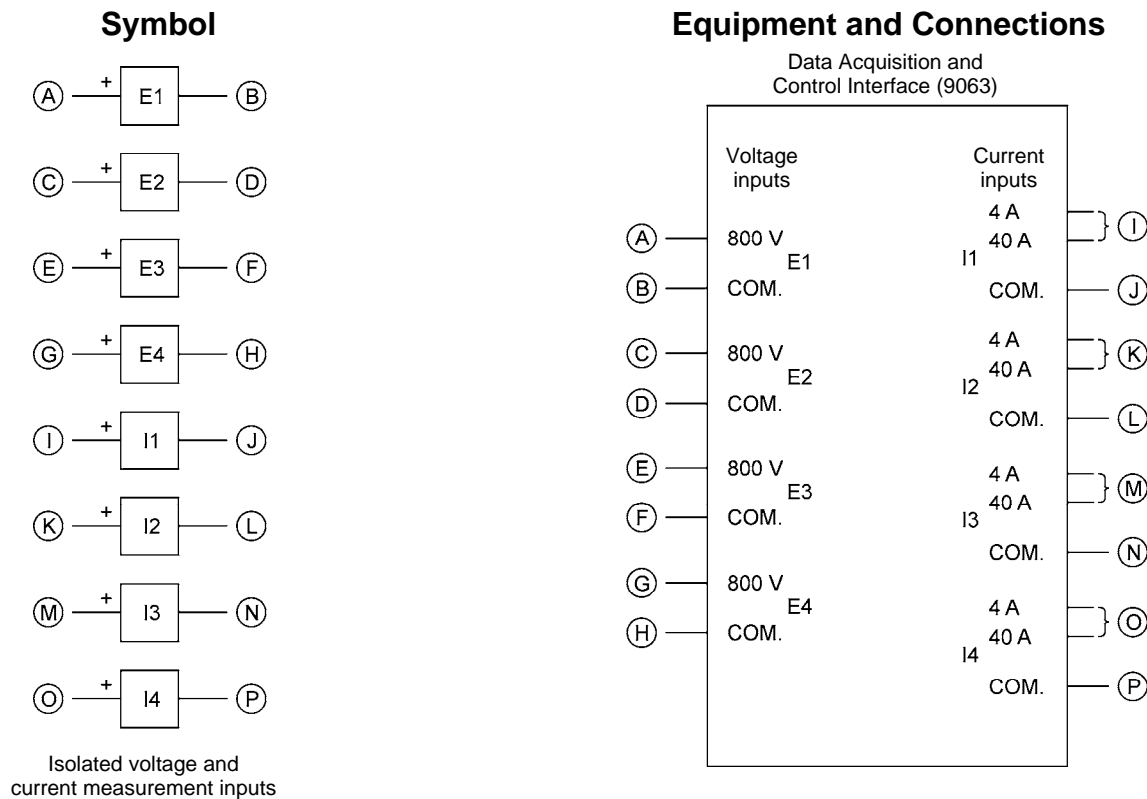 Symbol
A + E1 B
C + E2 D
E + E3 F
G + E4 H
I + I1 J
K + I2 L
M + I3 N
O + I4 P
Isolated voltage and
current measurement inputs
Equipment and Connections
Data Acquisition and
Control Interface (9063)
Voltage
inputs
A 800 V
E1
B COM.
C 800 V
E2
D COM.
E 800 V
E3
F COM.
G 800 V
E4
H COM.
Current
inputs
4 A
I
40 A
I1
COM. J
4 A
K
40 A
I2
COM. L
4 A
M
40 A
I3
COM. N
4 A
O
40 A
I4
COM. P